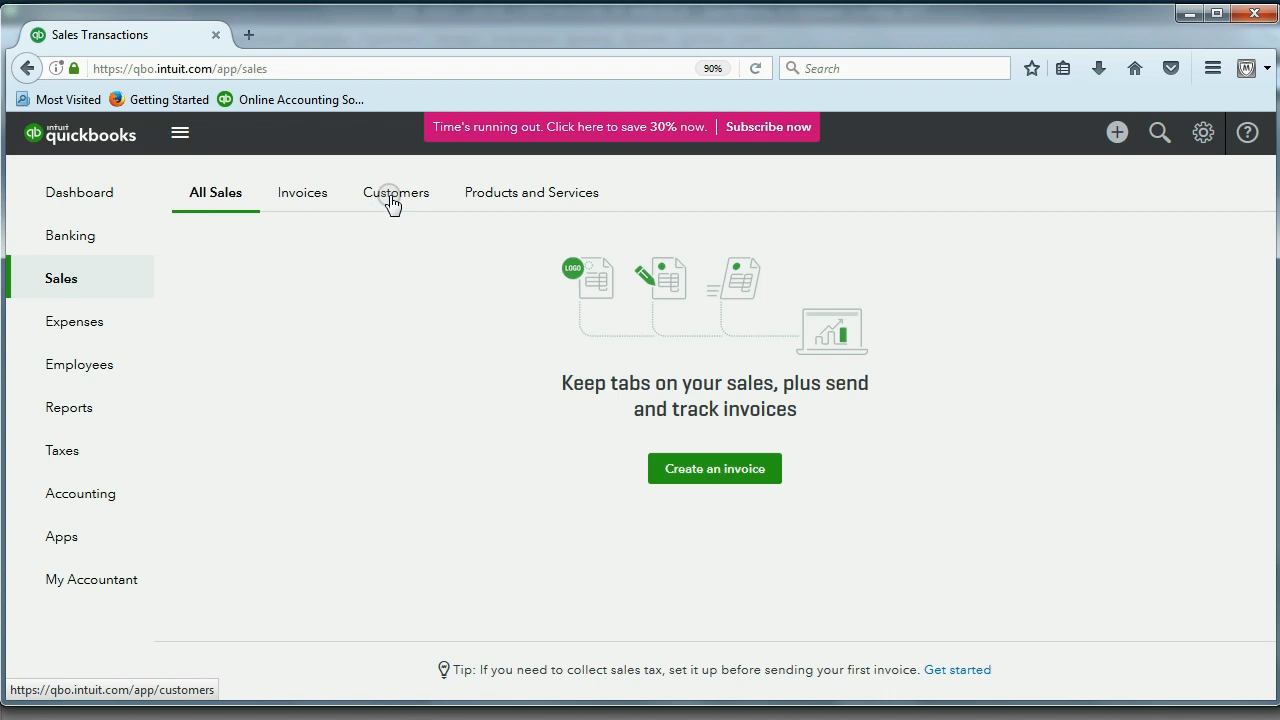 Sales Transactions
https://qbo.intuit.com/app/sales
90%
Search
Most Visited
Getting Started
Online Accounting So...
intuit
quickbooks
Time's running out. Click here to save 30% now.
Subscribe now
Dashboard
Banking
Sales
Expenses
Employees
Reports
Taxes
Accounting
Apps
My Accountant
All Sales
Invoices
Customers
Products and Services
LOGO
Keep tabs on your sales, plus send
and track invoices
Create an invoice
Tip: If you need to collect sales tax, set it up before sending your first invoice. Get started
https://qbo.intuit.com/app/customers